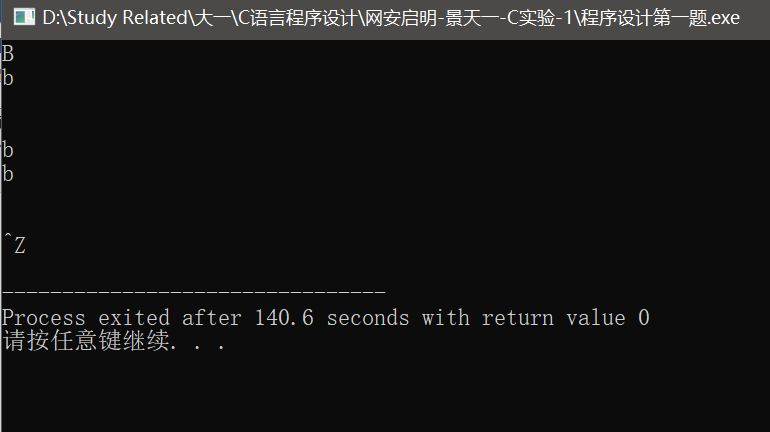 D:\Study Related\大一\C语言程序设计\网安启明-景天一-C实验-1\程序设计第一题.exe
B
b
b
b
^Z
--------------------------------
Process exited after 140.6 seconds with return value 0
请按任意键继续. . .